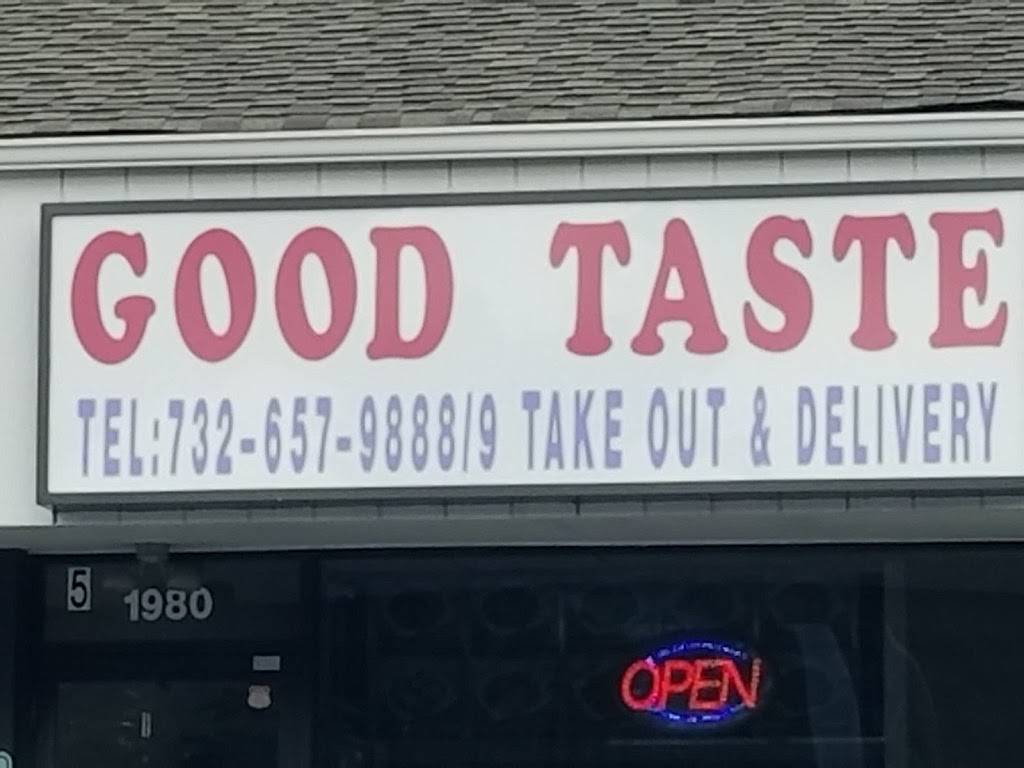 GOOD TASTE
TEL:732-657-9888/9 TAKE OUT & DELIVERY
5 1980
OPEN